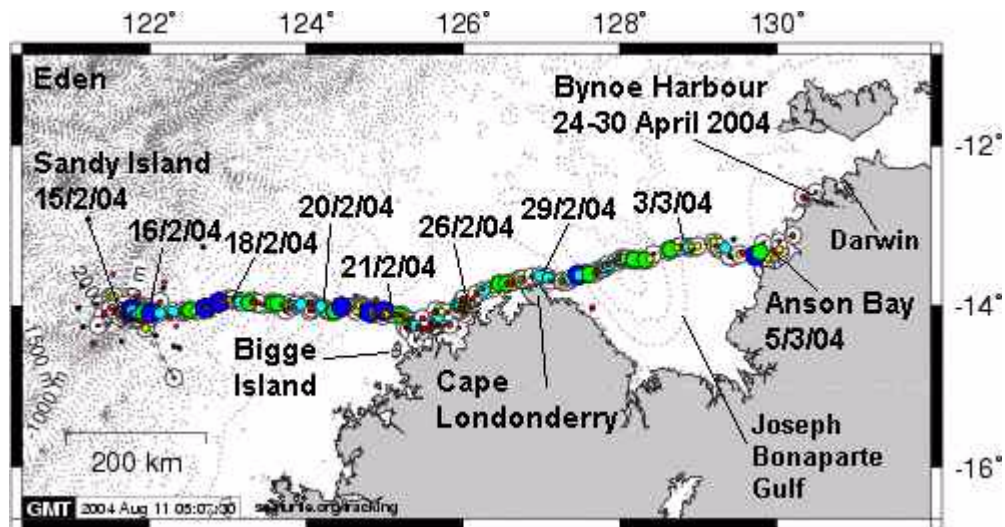 122° 124° 126° 128° 130°
Eden
Bynoe Harbour
24-30 April 2004
-12°
Sandy Island
15/2/04
16/2/04
18/2/04
20/2/04
21/2/04
26/2/04
29/2/04
3/3/04
Darwin
-14°
Anson Bay
5/3/04
Bigge
Island
Cape
Londonderry
Joseph
Bonaparte
Gulf
200 km
-16°
GMT 2004 Aug 11 05:07:30 seaturtle.org/tracking